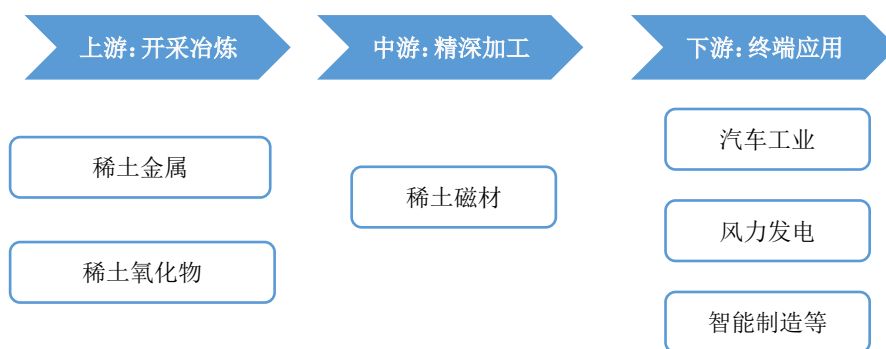 上游：开采冶炼
中游：精深加工
下游：终端应用
稀土金属
稀土氧化物
稀土磁材
汽车工业
风力发电
智能制造等